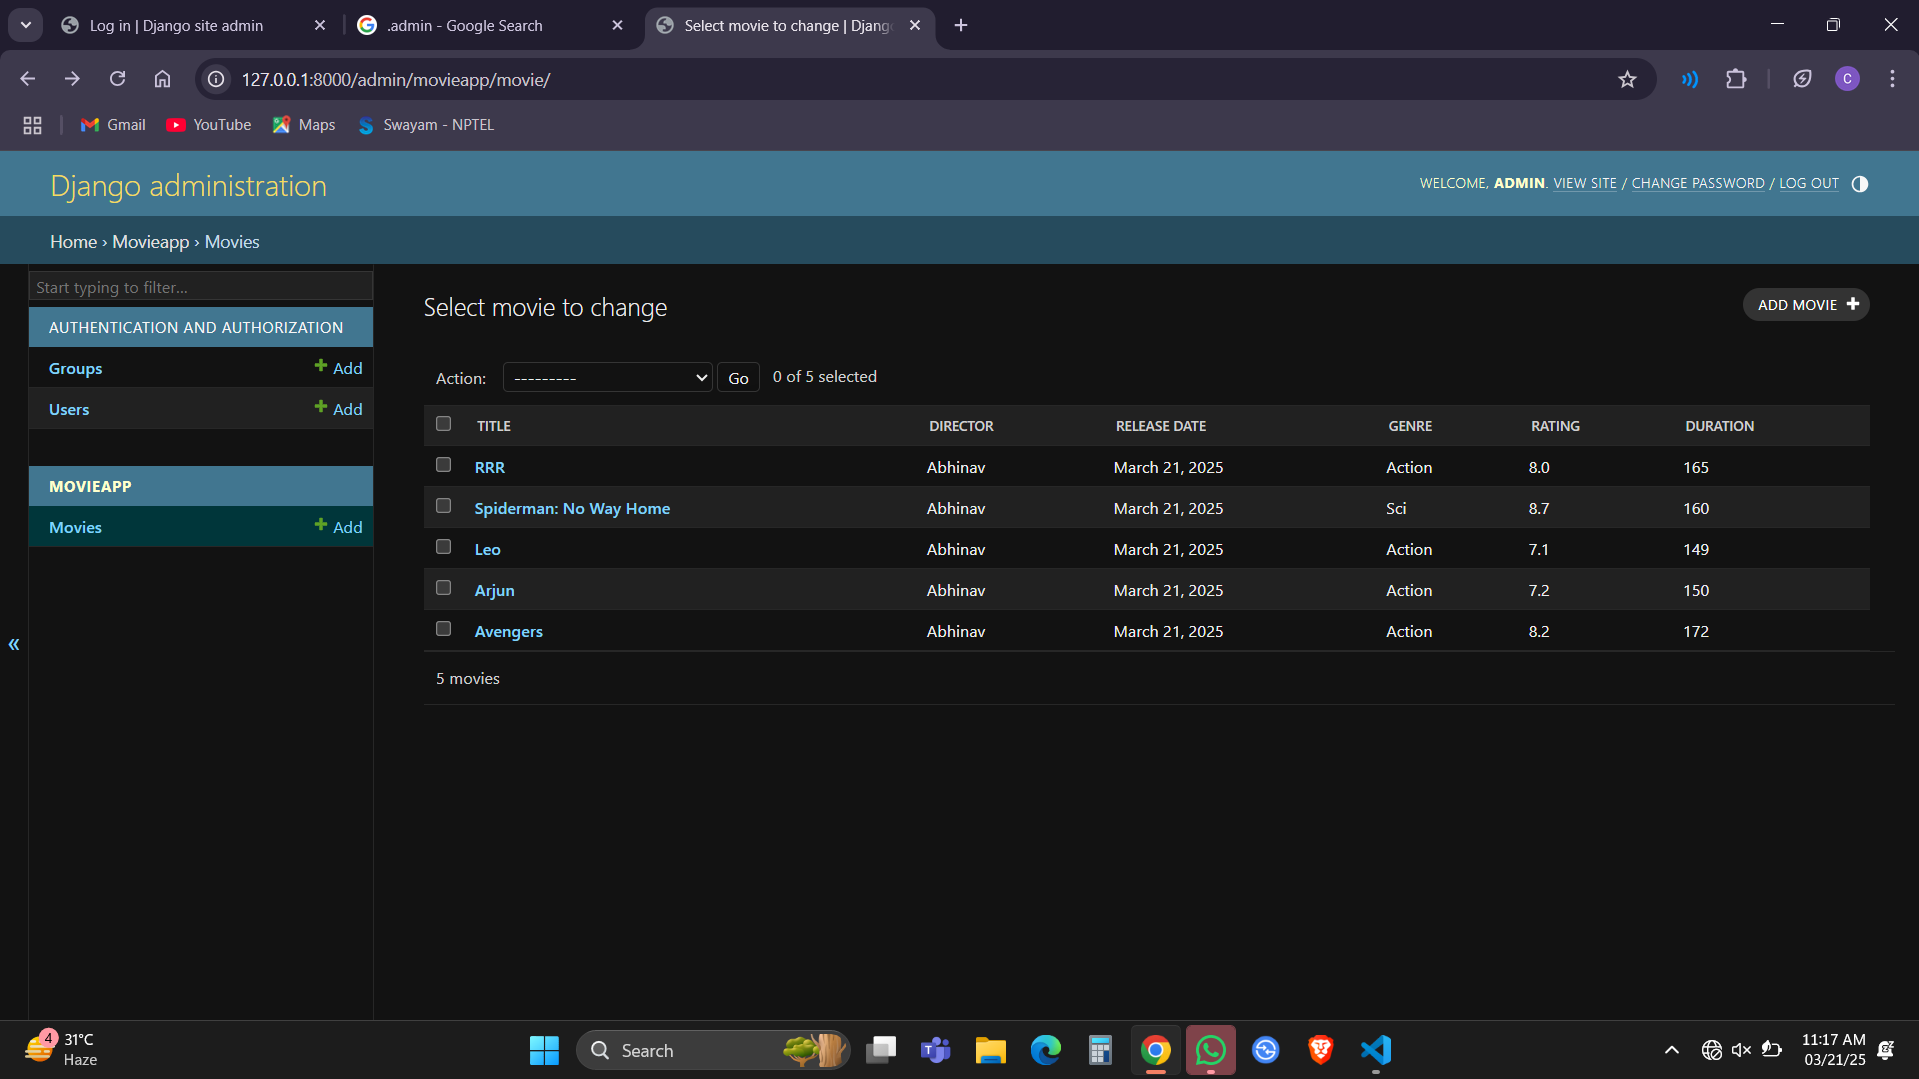 Log in | Django site admin
.admin - Google Search
Select movie to change | Djang
127.0.0.1:8000/admin/movieapp/movie/
C
Gmail
YouTube
Maps
Swayam - NPTEL
Django administration
WELCOME, ADMIN. VIEW SITE / CHANGE PASSWORD / LOG OUT
Home › Movieapp › Movies
Start typing to filter...
AUTHENTICATION AND AUTHORIZATION
Groups + Add
Users + Add
MOVIEAPP
Movies + Add
«
Select movie to change
ADD MOVIE +
Action: --------- Go 0 of 5 selected
TITLE DIRECTOR RELEASE DATE GENRE RATING DURATION
RRR Abhinav March 21, 2025 Action 8.0 165
Spiderman: No Way Home Abhinav March 21, 2025 Sci 8.7 160
Leo Abhinav March 21, 2025 Action 7.1 149
Arjun Abhinav March 21, 2025 Action 7.2 150
Avengers Abhinav March 21, 2025 Action 8.2 172
5 movies
4
31°C
Haze
Search
11:17 AM
03/21/25